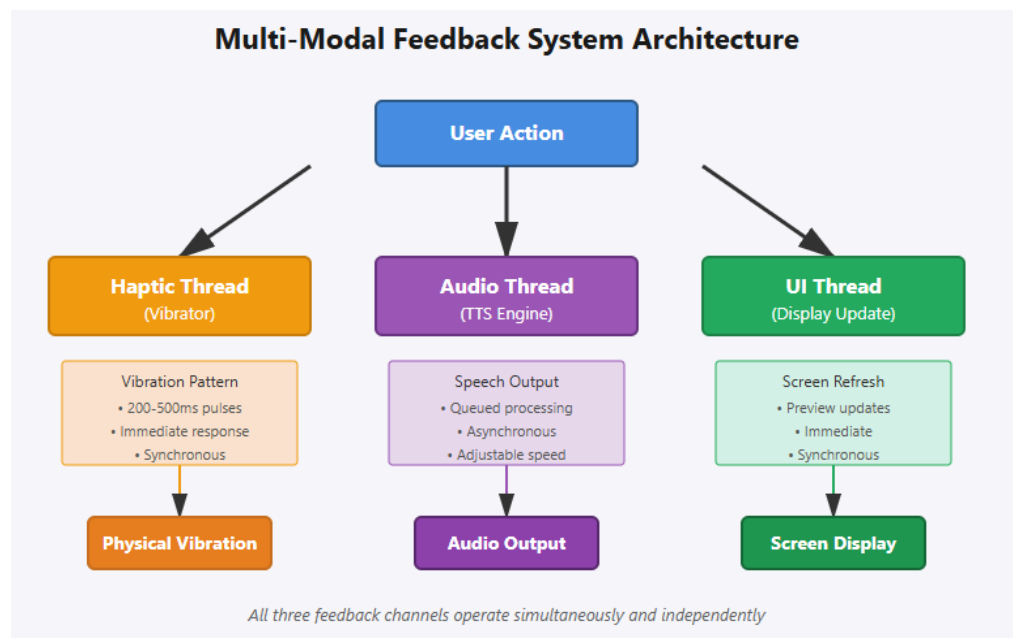 Multi-Modal Feedback System Architecture
User Action
Haptic Thread
(Vibrator)
Audio Thread
(TTS Engine)
UI Thread
(Display Update)
Vibration Pattern
• 200-500ms pulses
• Immediate response
• Synchronous
Speech Output
• Queued processing
• Asynchronous
• Adjustable speed
Screen Refresh
• Preview updates
• Immediate
• Synchronous
Physical Vibration
Audio Output
Screen Display
All three feedback channels operate simultaneously and independently